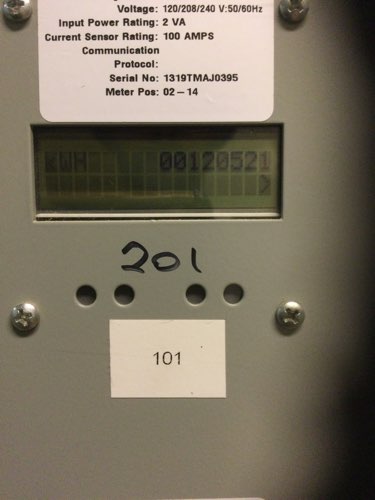 Voltage: 120/208/240 V:50/60Hz
Input Power Rating: 2 VA
Current Sensor Rating: 100 AMPS
Communication
Protocol:
Serial No: 1319TMAJ0395
Meter Pos: 02-14
KWH 00120521
>
201
101